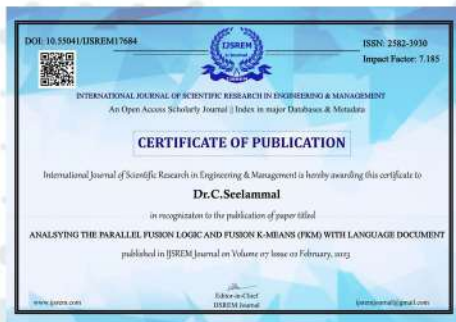 DOI: 10.55041/IJSREM17684
IJSREM
ISSN: 2582-3930
Impact Factor: 7.185
INTERNATIONAL JOURNAL OF SCIENTIFIC RESEARCH IN ENGINEERING & MANAGEMENT
An Open Access Scholarly Journal || Index in major Databases & Metadata
CERTIFICATE OF PUBLICATION
International Journal of Scientific Research in Engineering & Management is hereby awarding this certificate to
Dr.C.Seelammal
in recognization to the publication of paper titled
ANALSYING THE PARALLEL FUSION LOGIC AND FUSION K-MEANS (FKM) WITH LANGUAGE DOCUMENT
published in IJSREM Journal on Volume 07 Issue 02 February, 2023
Editor-in-Chief
IJSREM Journal
www.ijsrem.com
ijsremjournal@gmail.com